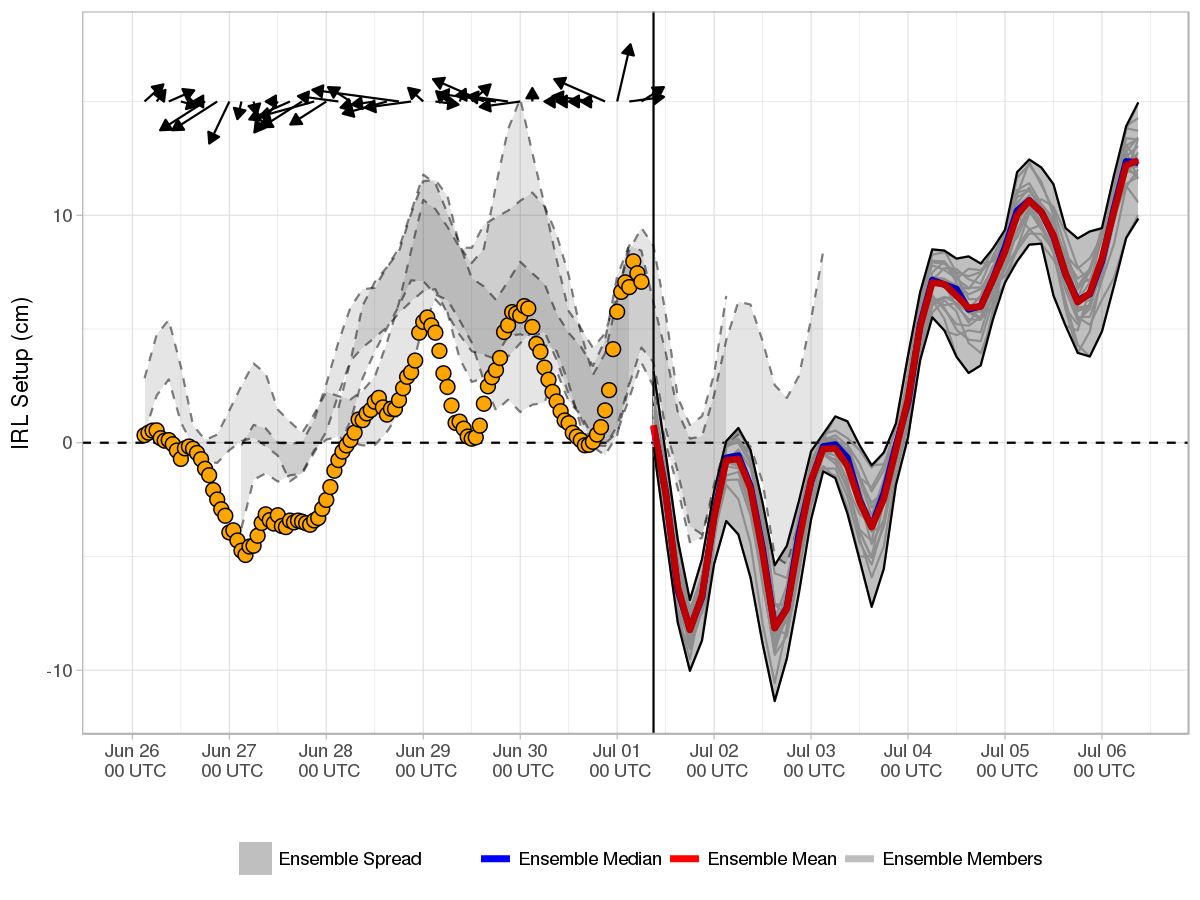 IRL Setup (cm)
10
0
-10
Jun 26 Jun 27 Jun 28 Jun 29 Jun 30 Jul 01 Jul 02 Jul 03 Jul 04 Jul 05 Jul 06
00 UTC 00 UTC 00 UTC 00 UTC 00 UTC 00 UTC 00 UTC 00 UTC 00 UTC 00 UTC 00 UTC
Ensemble Spread Ensemble Median Ensemble Mean Ensemble Members